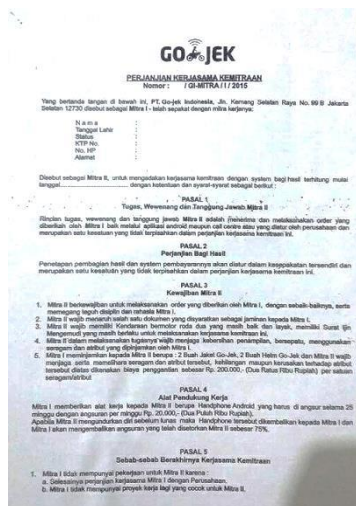 GO-JEK
PERJANJIAN KERJASAMA KEMITRAAN
Nomor : / GI-MITRA / I / 2015
Yang bertanda tangan di bawah ini, PT. Go-jek Indonesia, Jln. Kemang Selatan Raya No. 99 B Jakarta
Selatan 12730 disebut sebagai Mitra I - telah sepakat dengan mitra kerjanya:
Nama :
Tanggal Lahir :
Status :
KTP No. :
No. HP :
Alamat :
Disebut sebagai Mitra II, untuk mengadakan kerjasama kemitraan dengan system bagi hasil terhitung mulai
tanggal............................ dengan ketentuan dan syarat-syarat sebagai berikut :
PASAL 1
Tugas, Wewenang dan Tanggung Jawab Mitra II
Rincian tugas, wewenang dan tanggung jawab Mitra II adalah menerima dan melaksanakan order yang
diberikan oleh Mitra I baik melalui aplikasi android maupun call centre atau yang diatur oleh perusahaan dan
merupakan satu kesatuan yang tidak terpisahkan dalam perjanjian kerjasama kemitraan ini.
PASAL 2
Perjanjian Bagi Hasil
Penetapan pembagian hasil dan system pembayarannya akan diatur dalam kesepakatan tersendiri dan
merupakan satu kesatuan yang tidak terpisahkan dalam perjanjian kerjasama kemitraan ini.
PASAL 3
Kewajiban Mitra II
1. Mitra II berkewajiban untuk melaksanakan order yang diberikan oleh Mitra I, dengan sebaik-baiknya, serta
memegang teguh disiplin dan rahasia Mitra I.
2. Mitra II wajib menaruh salah satu dokumen yang disyaratkan sebagai jaminan kepada Mitra I.
3. Mitra II wajib memiliki Kendaraan bermotor roda dua yang masih baik dan layak, memiliki Surat Ijin
Mengemudi yang masih berlaku untuk melaksanakan kerjasama kemitraan ini.
4. Mitra II dalam melaksanakan tugasnya wajib menjaga kebersihan penampilan, bersepatu, menggunakan
seragam dan atribut yang dipinjamkan oleh Mitra I.
5. Mitra I meminjamkan kepada Mitra II berupa : 2 Buah Jaket Go-Jek, 2 Buah Helm Go-Jek dan Mitra II wajib
menjaga serta memelihara seragam dan atribut tersebut, kehilangan maupun kerusakan terhadap atribut
tersebut diatas dikenakan biaya penggantian sebesar Rp. 200.000,- (Dua Ratus Ribu Rupiah) per satuan
seragam/atribut
PASAL 4
Alat Pendukung Kerja
Mitra I memberikan alat kerja kepada Mitra II berupa Handphone Android yang harus di angsur selama 25
minggu dengan angsuran per minggu Rp. 20.000,- (Dua Puluh Ribu Rupiah).
Apabila Mitra II mengundurkan diri sebelum lunas maka Handphone tersebut dikembalikan kepada Mitra I dan
Mitra I akan mengembalikan angsuran yang telah disetorkan Mitra II sebesar 75%.
PASAL 5
Sebab-sebab Berakhirnya Kerjasama Kemitraan
1. Mitra I tidak mempunyai pekerjaan untuk Mitra II karena :
a. Selesainya perjanjian kerjasama Mitra I dengan Perusahaan.
b. Mitra I tidak mempunyai proyek kerja lagi yang cocok untuk Mitra II.